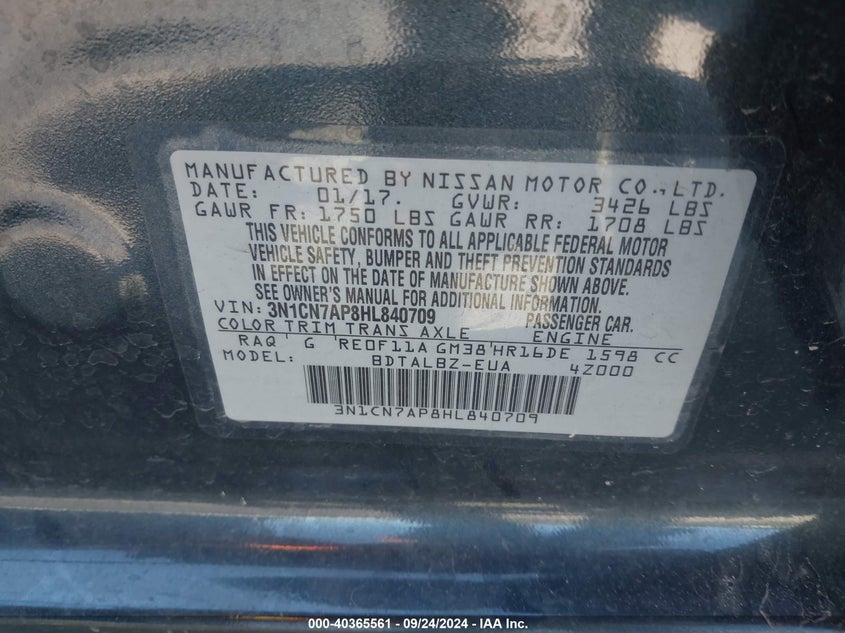 MANUFACTURED BY NISSAN MOTOR CO.,LTD.
DATE: 01/17. GVWR: 3426 LBS
GAWR FR: 1750 LBS GAWR RR: 1708 LBS
THIS VEHICLE CONFORMS TO ALL APPLICABLE FEDERAL MOTOR
VEHICLE SAFETY, BUMPER AND THEFT PREVENTION STANDARDS
IN EFFECT ON THE DATE OF MANUFACTURE SHOWN ABOVE.
SEE OWNER'S MANUAL FOR ADDITIONAL INFORMATION.
VIN: 3N1CN7AP8HL840709 PASSENGER CAR.
COLOR TRIM TRANS AXLE ENGINE
RAQ' G 'RE0F11A GM38'HR16DE 1598 CC
MODEL: BDTALBZ-EUA 4Z000
3N1CN7AP8HL840709
000-40365561 - 09/24/2024 - IAA Inc.